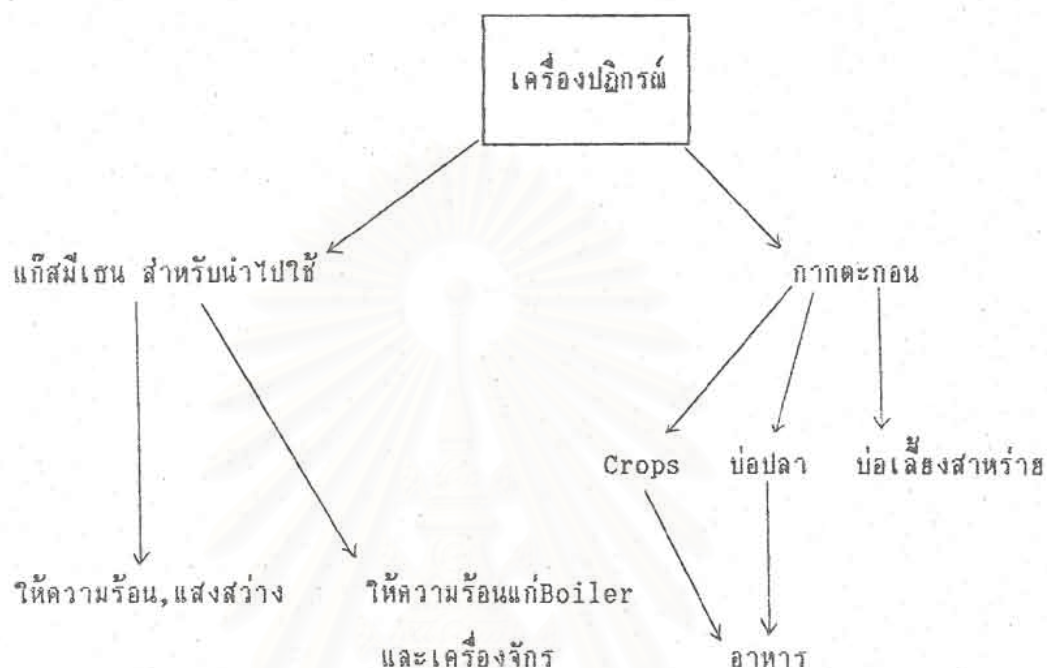 เครื่องปฏิกรณ์
แก๊สมีเธน สำหรับนำไปใช้
กากตะกอน
Crops
บ่อปลา
บ่อเลี้ยงสาหร่าย
ให้ความร้อน,แสงสว่าง
ให้ความร้อนแก่Boiler
และเครื่องจักร
อาหาร